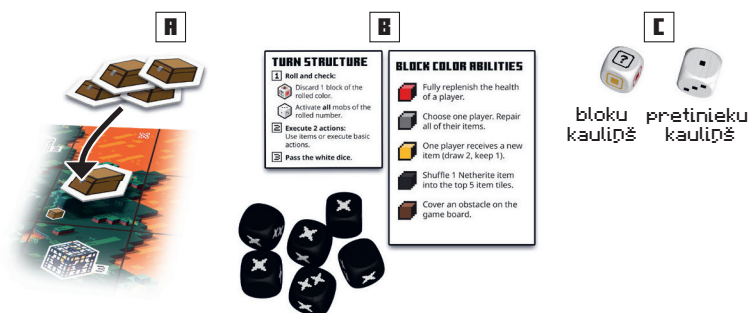 A
B
C
TURN STRUCTURE
1 Roll and check:
Discard 1 block of the
rolled color.
Activate all mobs of the
rolled number.
2 Execute 2 actions:
Use items or execute basic
actions.
3 Pass the white dice.
BLOCK COLOR ABILITIES
Fully replenish the health
of a player.
Choose one player. Repair
all of their items.
One player receives a new
item (draw 2, keep 1).
Shuffle 1 Netherite item
into the top 5 item tiles.
Cover an obstacle on the
game board.
?
bloku
kauliņš
pretinieku
kauliņš